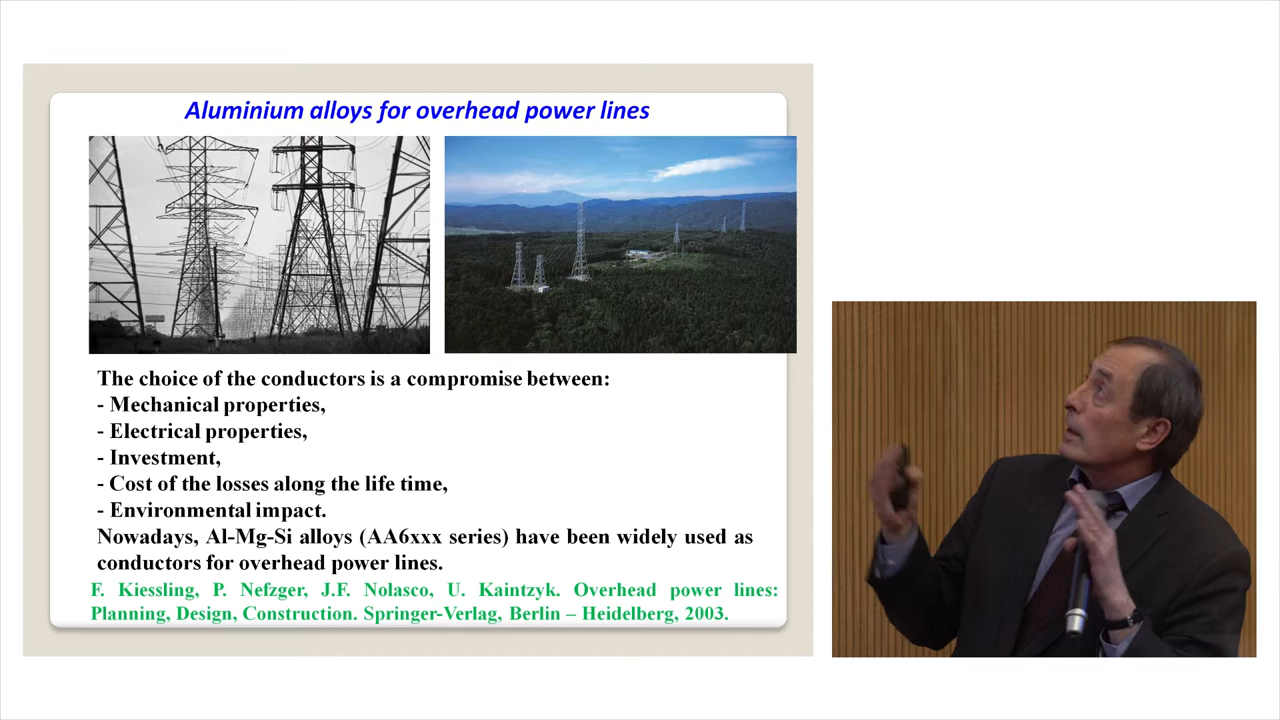 Aluminium alloys for overhead power lines
The choice of the conductors is a compromise between:
- Mechanical properties,
- Electrical properties,
- Investment,
- Cost of the losses along the life time,
- Environmental impact.
Nowadays, Al-Mg-Si alloys (AA6xxx series) have been widely used as
conductors for overhead power lines.
F. Kiessling, P. Nefzger, J.F. Nolasco, U. Kaintzyk. Overhead power lines:
Planning, Design, Construction. Springer-Verlag, Berlin – Heidelberg, 2003.